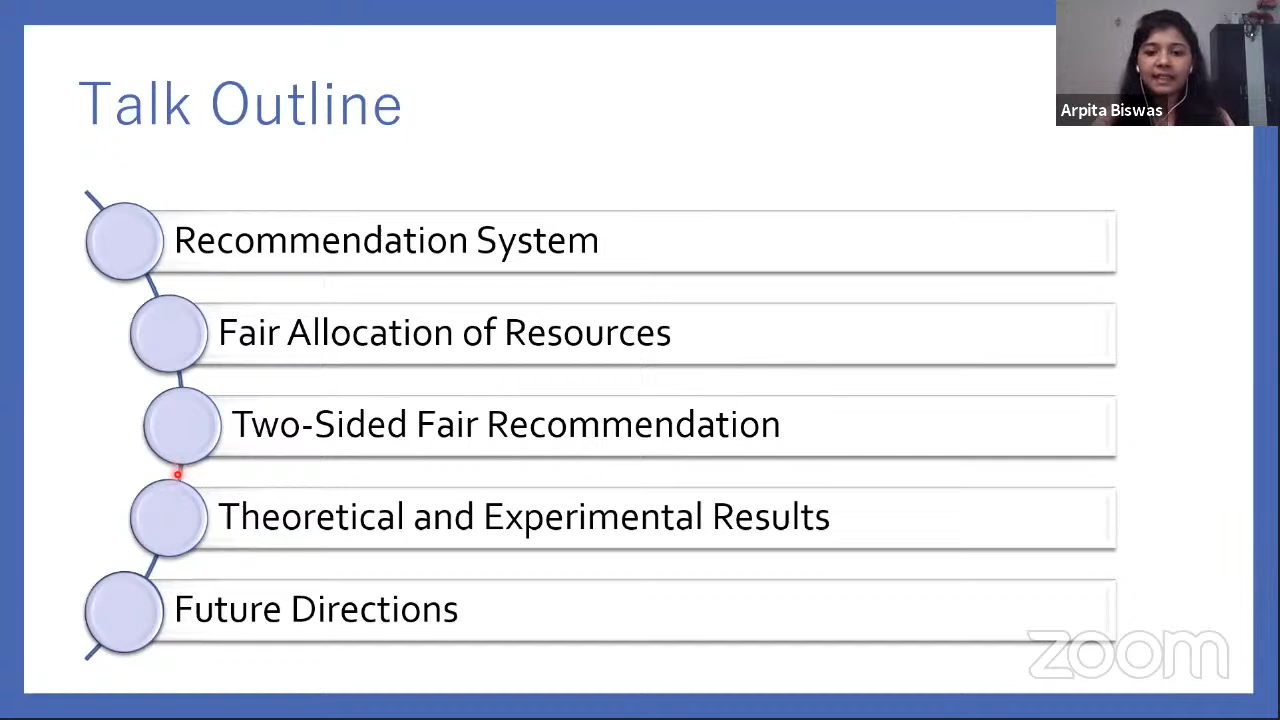 Talk Outline
Arpita Biswas
Recommendation System
Fair Allocation of Resources
Two-Sided Fair Recommendation
Theoretical and Experimental Results
Future Directions
zoom